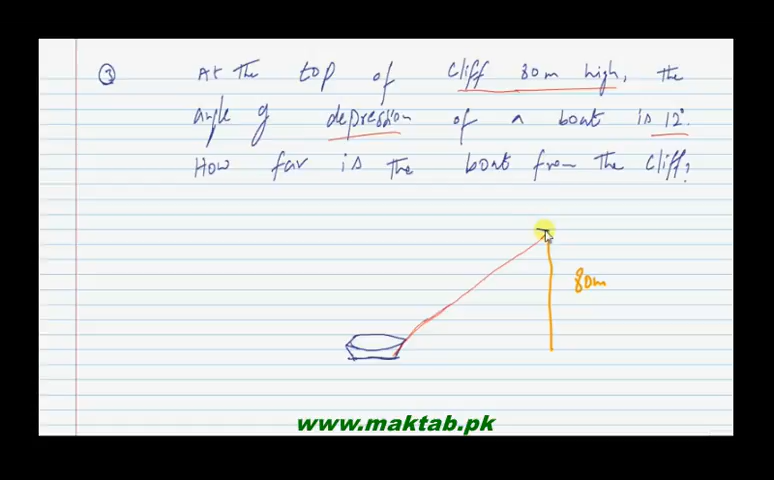 ③ At the top of cliff 80m high, the
angle of depression of a boat is 12°.
How far is the boat from the cliff?
80m
www.maktab.pk